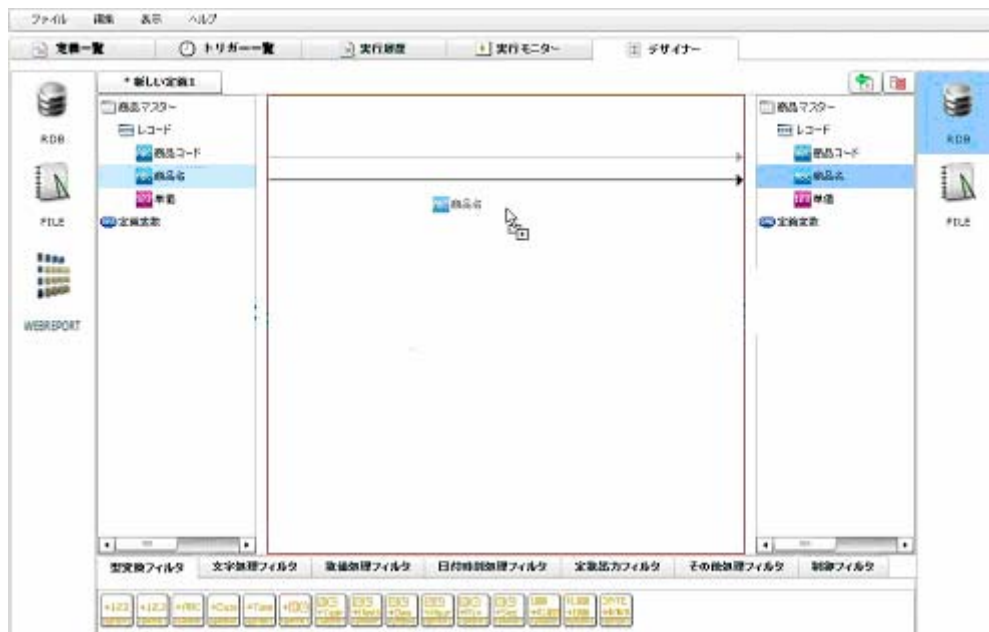 ファイル 編集 表示 ヘルプ
定義一覧 トリガー一覧 実行履歴 実行モニター デザイナー
* 新しい定義1
RDB
FILE
WEBREPORT
商品マスター
レコード
商品コード
商品名
単価
定義変数
商品名
商品マスター
レコード
商品コード
商品名
単価
定義変数
RDB
FILE
型変換フィルタ 文字処理フィルタ 数値処理フィルタ 日付時刻処理フィルタ 定数出力フィルタ その他処理フィルタ 制御フィルタ